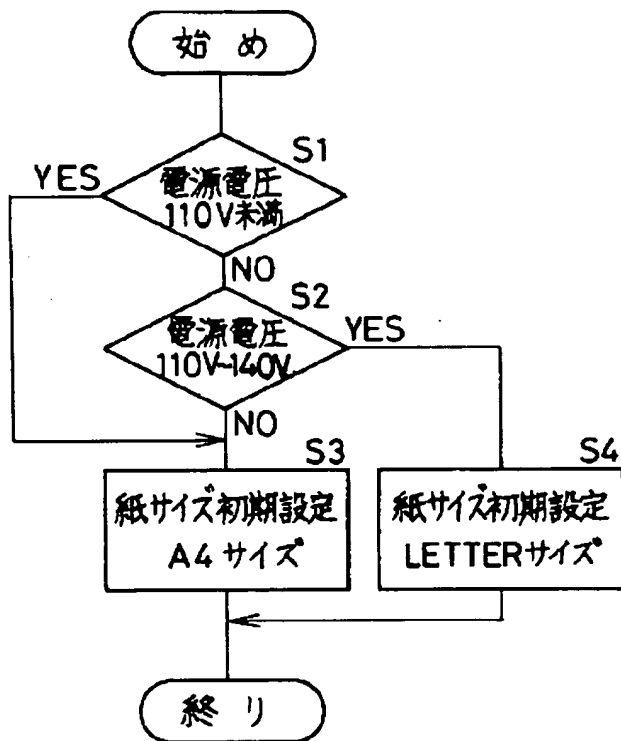 始め
S1
YES
電源電圧
110V未満
NO
S2
電源電圧
YES
110V~140V
NO
S3
S4
紙サイズ初期設定
A4サイズ
紙サイズ初期設定
LETTERサイズ
終り